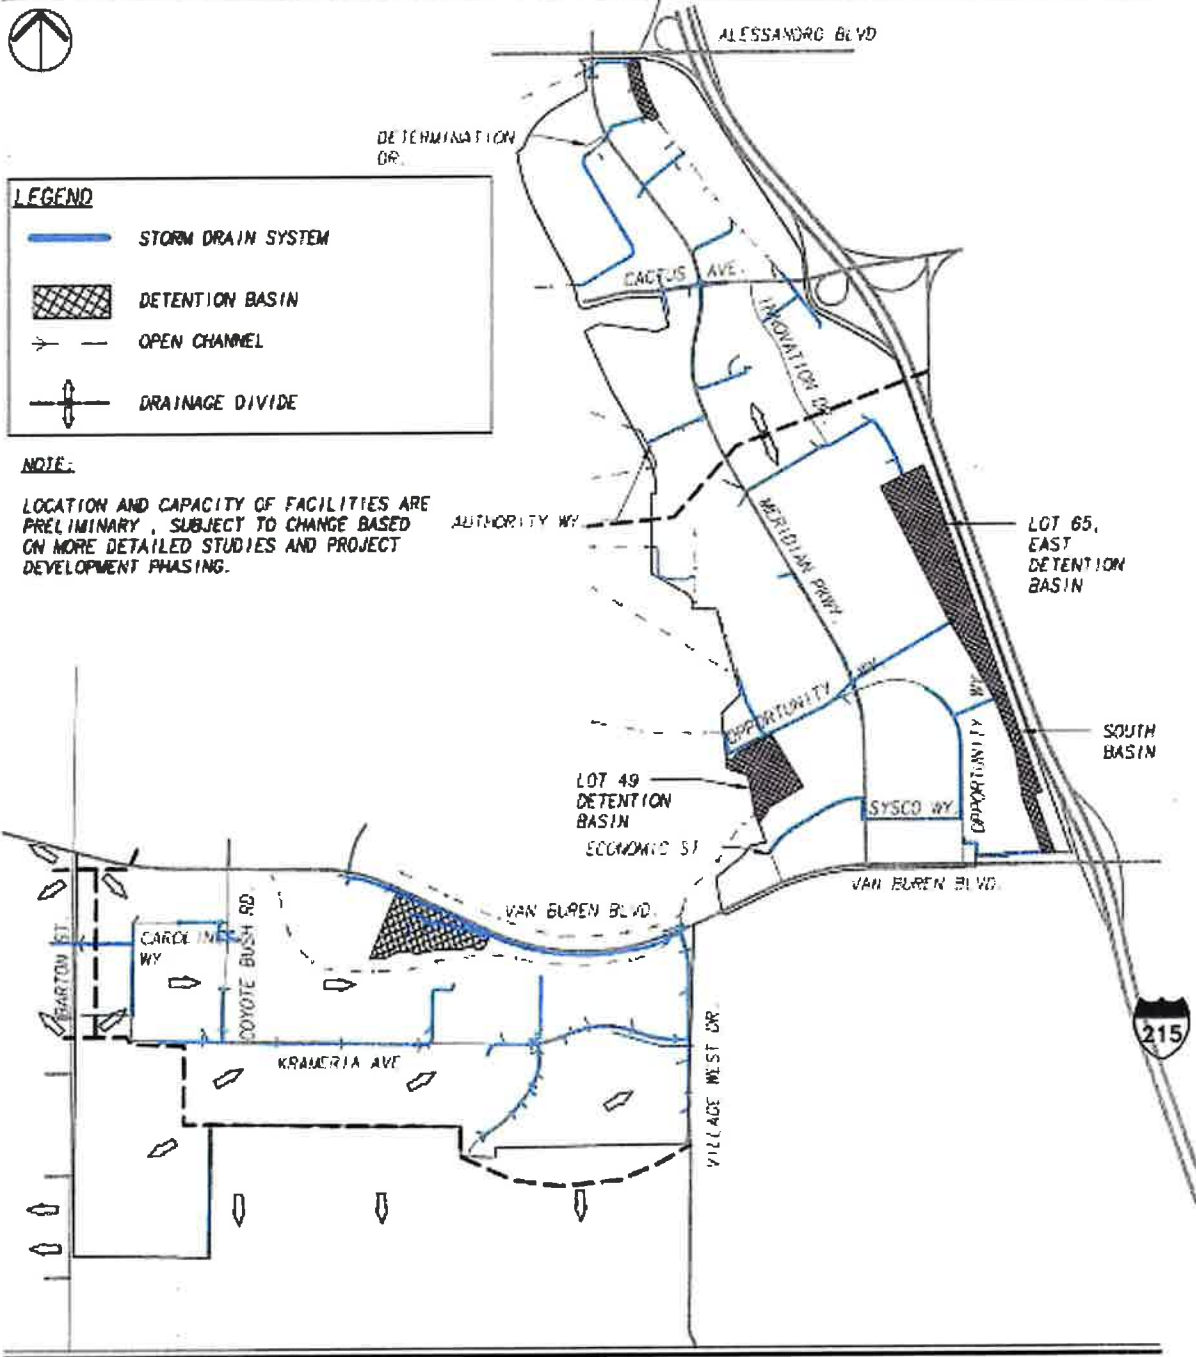 ALESSANDRO BLVD
DETERMINATION
DR.
LEGEND
STORM DRAIN SYSTEM
DETENTION BASIN
OPEN CHANNEL
DRAINAGE DIVIDE
NOTE:
LOCATION AND CAPACITY OF FACILITIES ARE
PRELIMINARY , SUBJECT TO CHANGE BASED
ON MORE DETAILED STUDIES AND PROJECT
DEVELOPMENT PHASING.
CACTUS AVE.
INNOVATION DR.
AUTHORITY WY.
MERIDIAN PKWY.
LOT 65,
EAST
DETENTION
BASIN
OPPORTUNITY WY.
OPPORTUNITY WY.
SOUTH
BASIN
LOT 49
DETENTION
BASIN
SYSCO WY.
ECONOMIC ST
VAN BUREN BLVD.
VAN BUREN BLVD.
BARTON ST
CAROLIN
WY
COYOTE BUSH RD
KRAMERIA AVE
VILLAGE WEST DR.
215